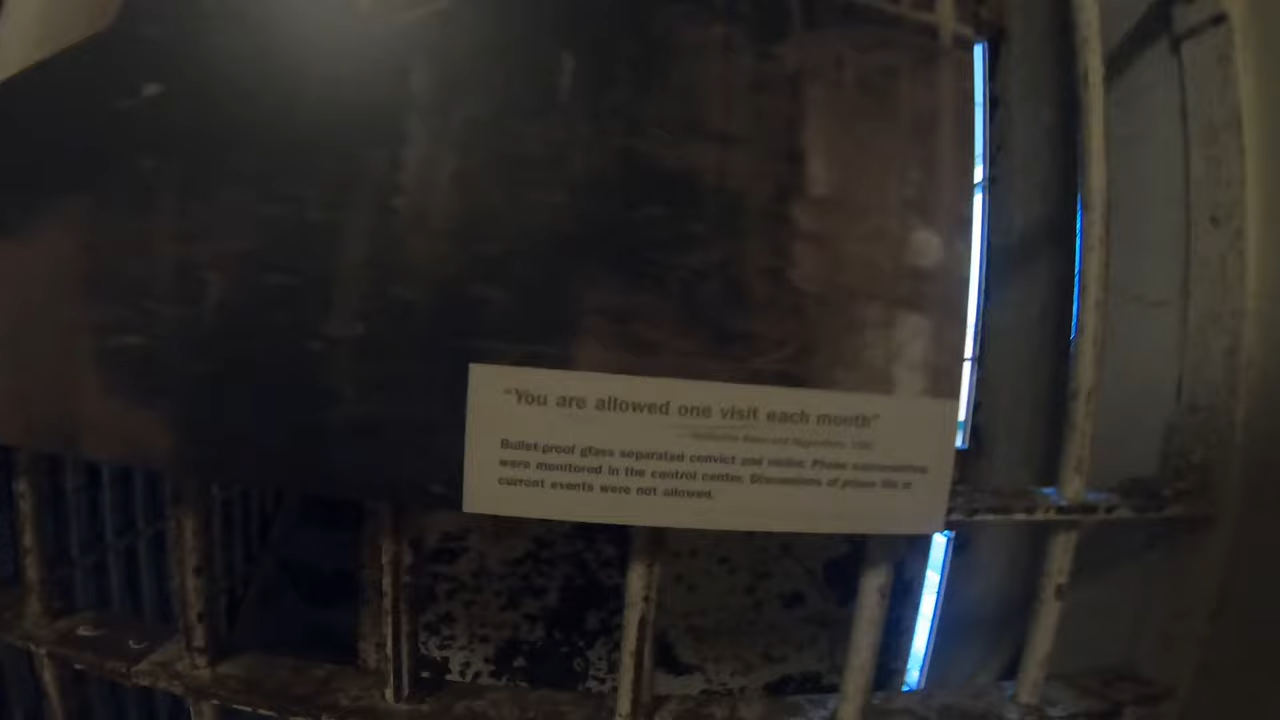 "You are allowed one visit each month"
Bullet-proof glass separated convict and visitor. Phone
were monitored in the control center. Discussions of prison life or
current events were not allowed.